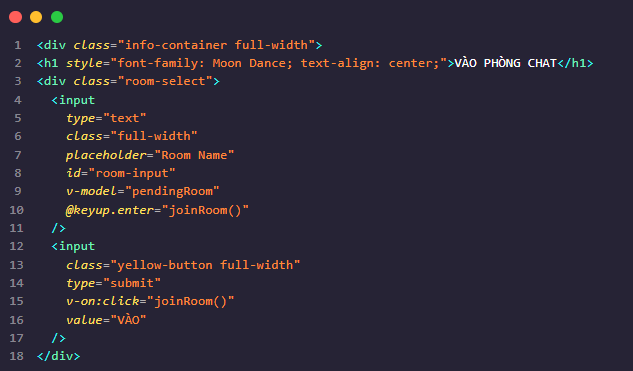 1 <div class="info-container full-width">
2 <h1 style="font-family: Moon Dance; text-align: center;">VÀO PHÒNG CHAT</h1>
3 <div class="room-select">
4   <input
5     type="text"
6     class="full-width"
7     placeholder="Room Name"
8     id="room-input"
9     v-model="pendingRoom"
10     @keyup.enter="joinRoom()"
11   />
12   <input
13     class="yellow-button full-width"
14     type="submit"
15     v-on:click="joinRoom()"
16     value="VÀO"
17   />
18 </div>